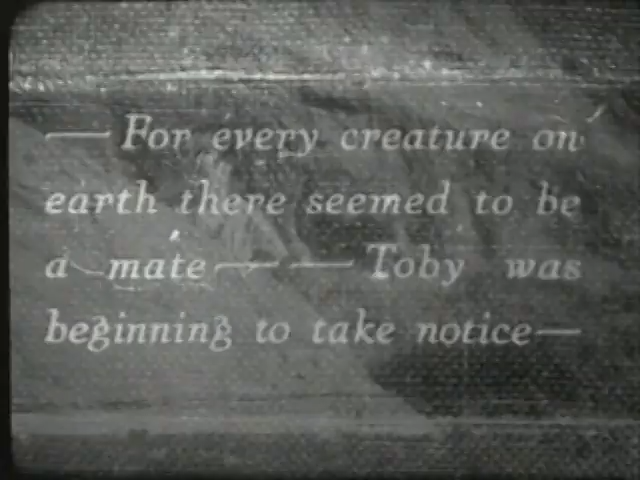 — For every creature on
earth there seemed to be
a mate — — Toby was
beginning to take notice —